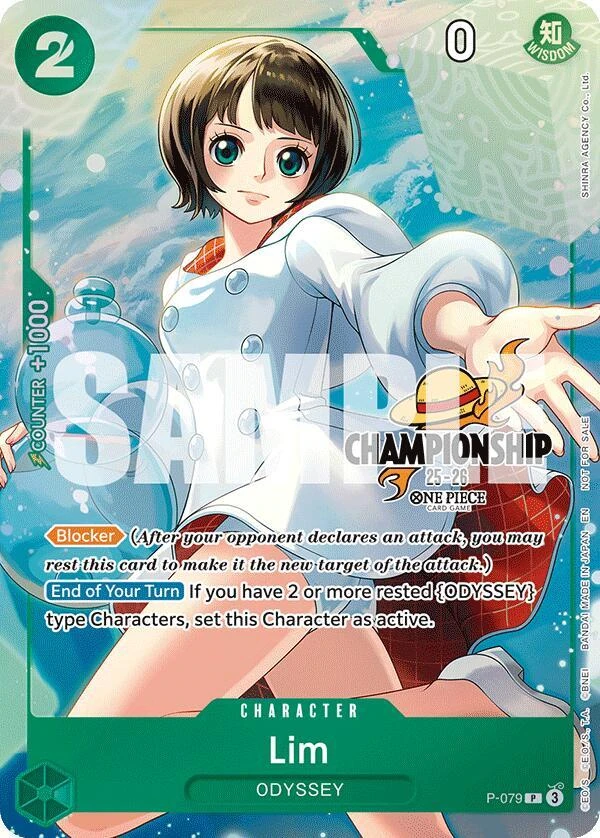 2
0
知
WISDOM
SHINRA AGENCY Co., Ltd.
COUNTER +1000
SAMPLE
CHAMPIONSHIP
25-26
ONE PIECE
CARD GAME
Blocker (After your opponent declares an attack, you may
rest this card to make it the new target of the attack.)
End of Your Turn If you have 2 or more rested {ODYSSEY}
type Characters, set this Character as active.
CHARACTER
Lim
ODYSSEY
P-079 P 3
©E.O./S., ©E.O./S., T.A. ©BNEI BANDAI MADE IN JAPAN EN NOT FOR SALE